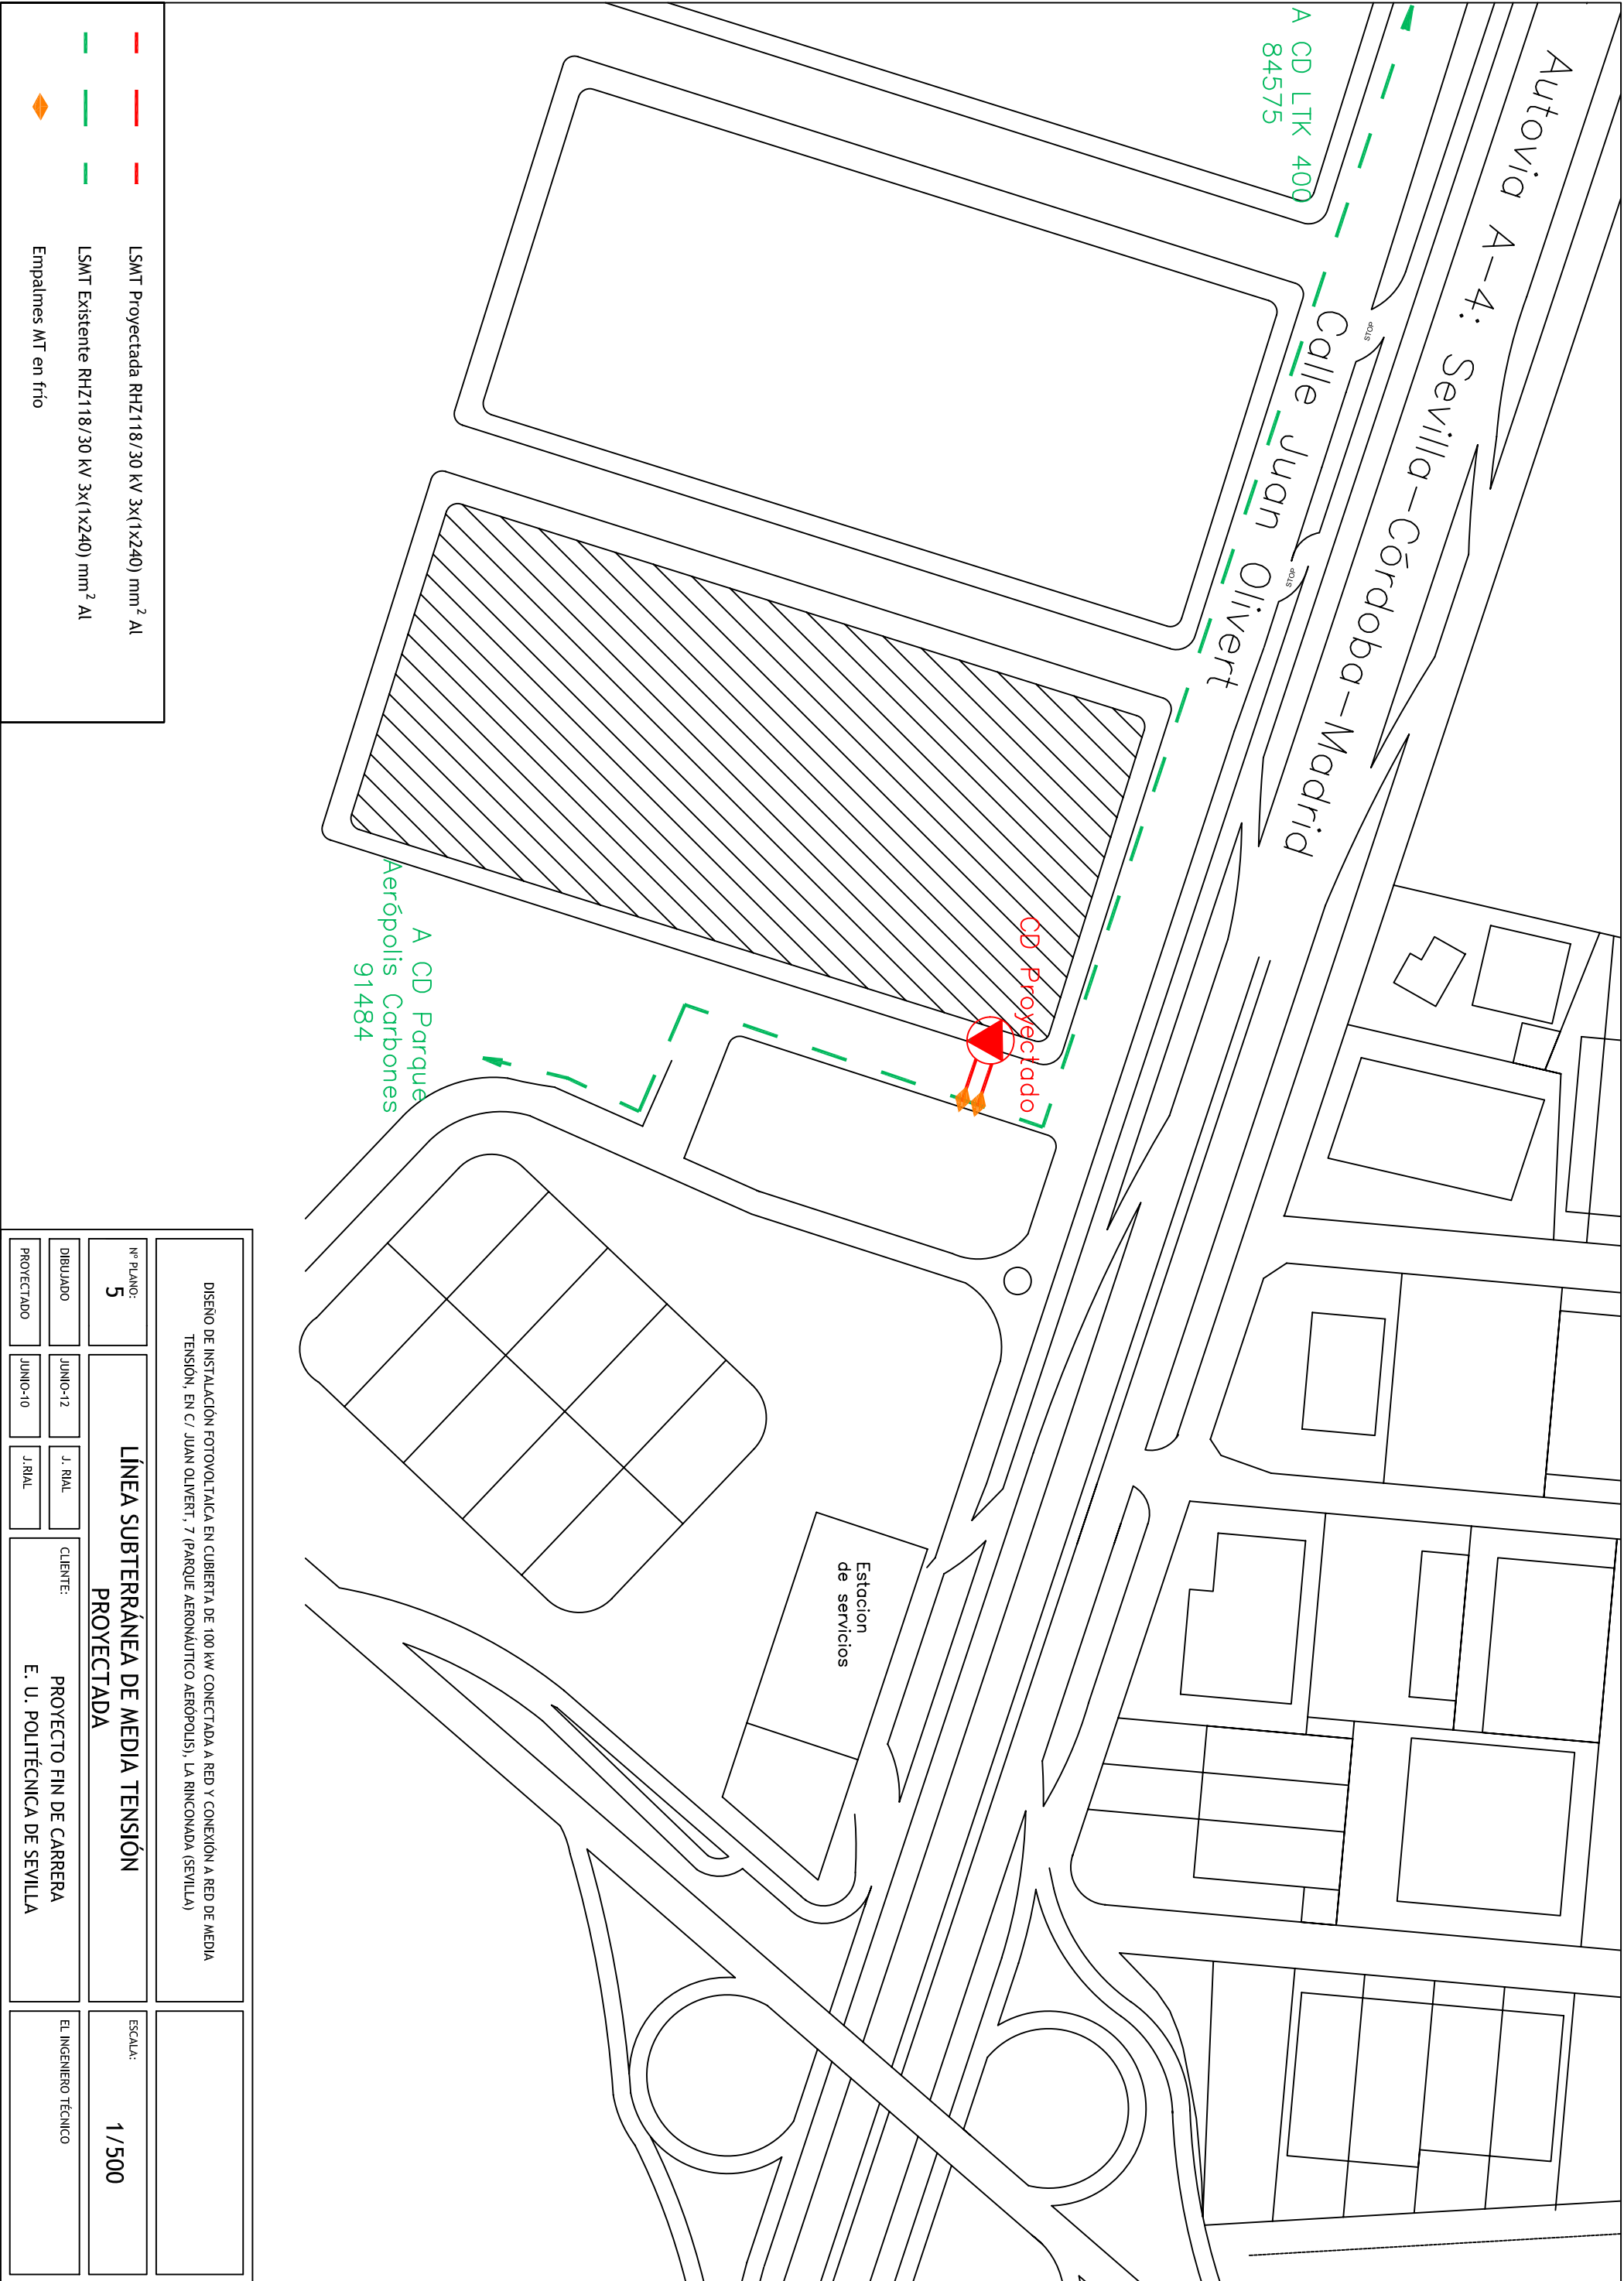 Autovia A-4: Sevilla-Córdoba-Madrid
A CD LTK 400
84575
Calle Juan Olivert
STOP
STOP
CD Proyectado
A CD Parque
Aerópolis Carbones
91484
Estacion
de servicios
LSMT Proyectada RHZ118/30 kV 3x(1x240) mm² Al
LSMT Existente RHZ118/30 kV 3x(1x240) mm² Al
Empalmes MT en frío
DISEÑO DE INSTALACIÓN FOTOVOLTAICA EN CUBIERTA DE 100 kW CONECTADA A RED Y CONEXIÓN A RED DE MEDIA
TENSIÓN, EN C/ JUAN OLIVERT, 7 (PARQUE AERONÁUTICO AERÓPOLIS), LA RINCONADA (SEVILLA)
Nº PLANO:
5
LÍNEA SUBTERRÁNEA DE MEDIA TENSIÓN
PROYECTADA
ESCALA:
1/500
DIBUJADO
JUNIO-12
J. RIAL
PROYECTADO
JUNIO-10
J.RIAL
CLIENTE:
PROYECTO FIN DE CARRERA
E. U. POLITÉCNICA DE SEVILLA
EL INGENIERO TÉCNICO